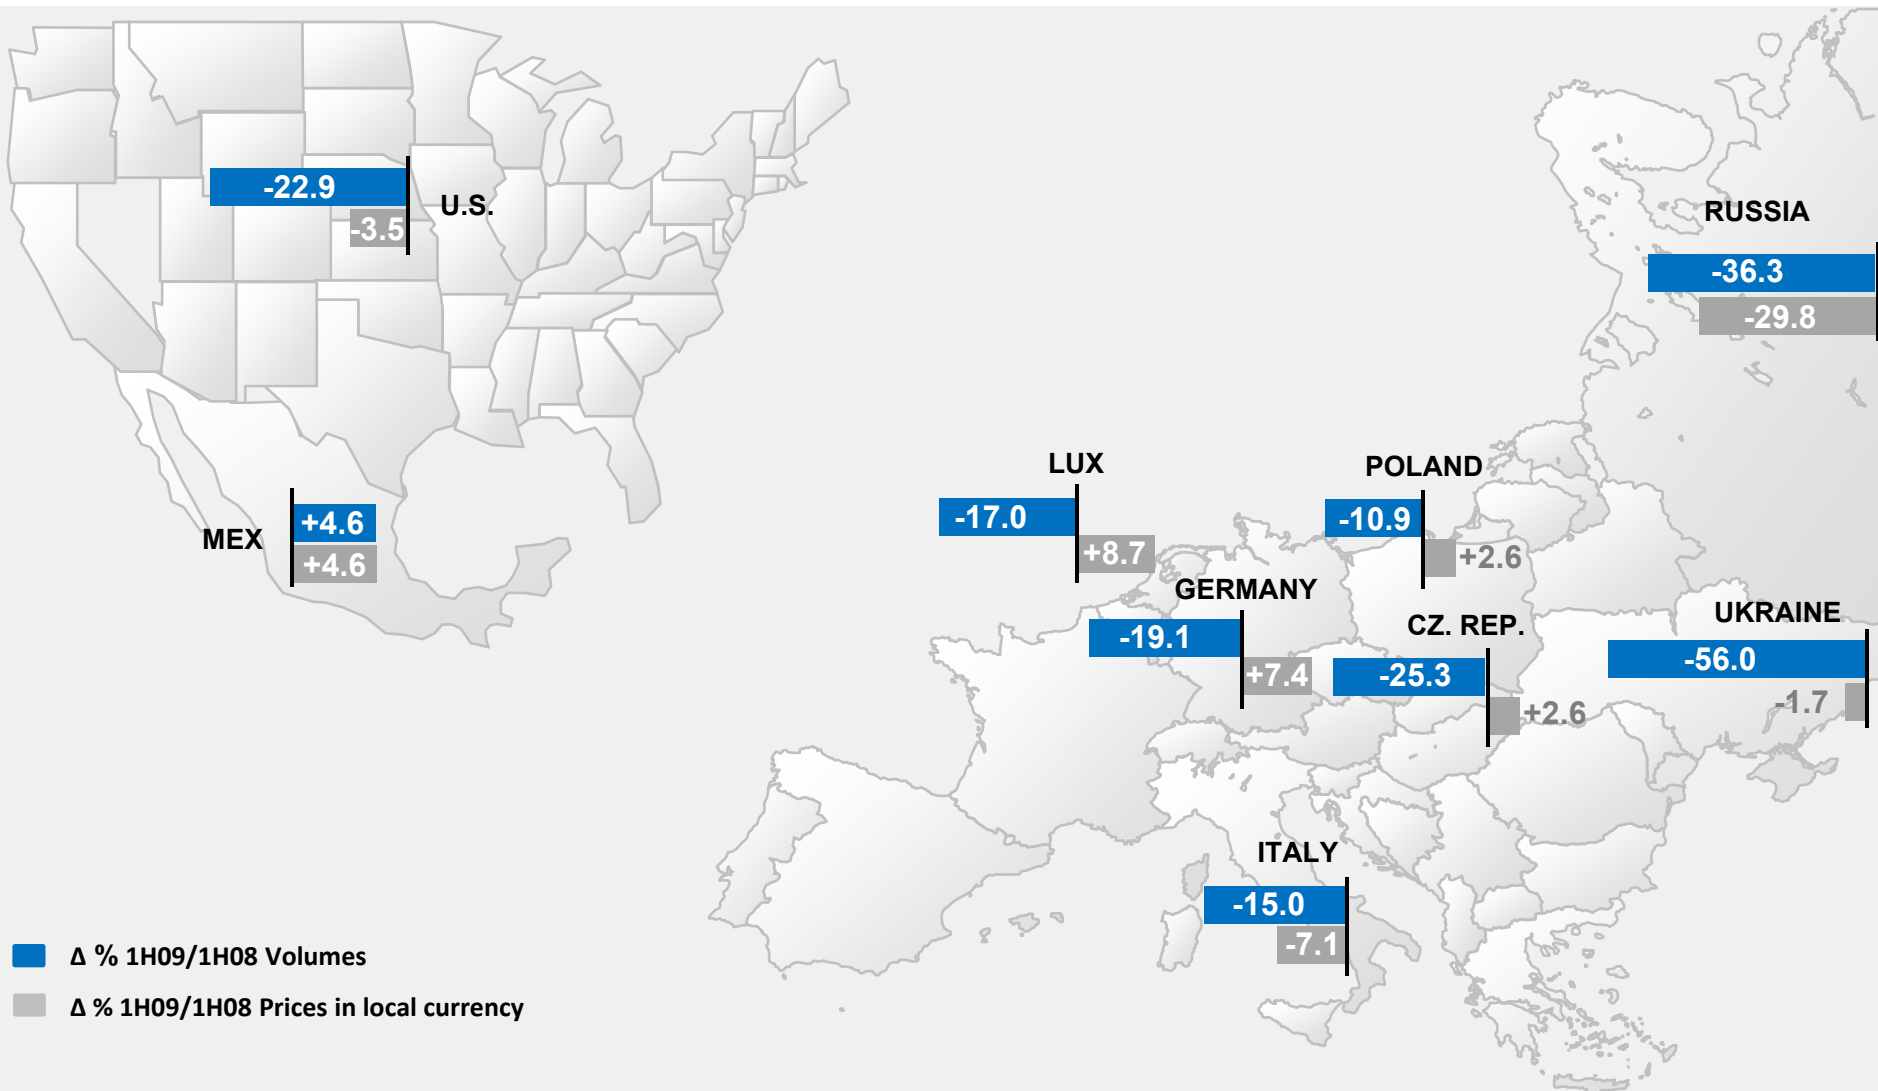 -22.9
U.S.
-3.5
MEX
+4.6
+4.6
RUSSIA
-36.3
-29.8
LUX
-17.0
+8.7
POLAND
-10.9
+2.6
GERMANY
-19.1
+7.4
CZ. REP.
-25.3
+2.6
UKRAINE
-56.0
-1.7
ITALY
-15.0
-7.1
Δ % 1H09/1H08 Volumes
Δ % 1H09/1H08 Prices in local currency